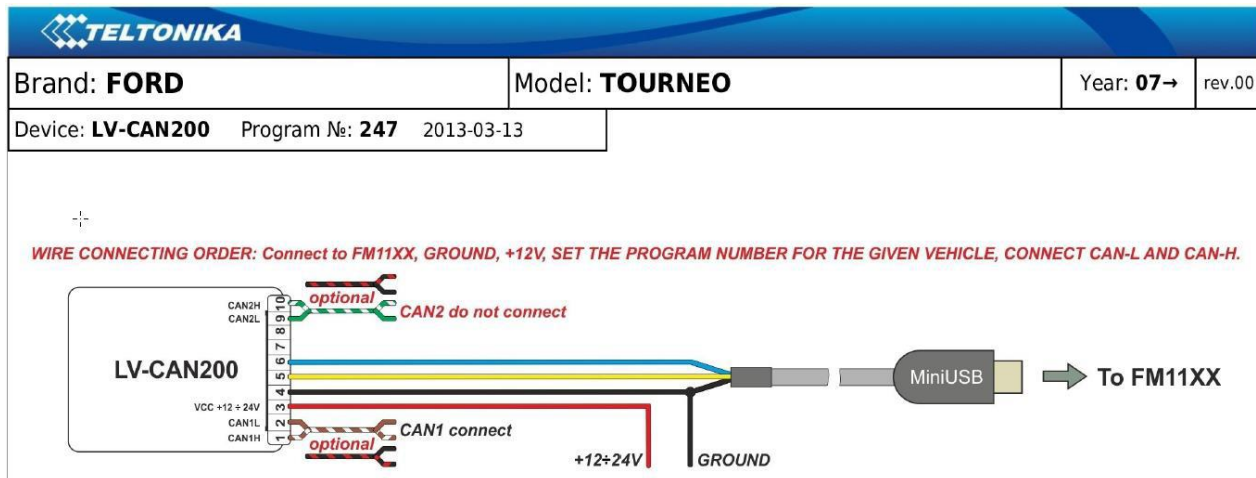 TELTONIKA
Brand: FORD Model: TOURNEO Year: 07→ rev.00
Device: LV-CAN200 Program №: 247 2013-03-13
WIRE CONNECTING ORDER: Connect to FM11XX, GROUND, +12V, SET THE PROGRAM NUMBER FOR THE GIVEN VEHICLE, CONNECT CAN-L AND CAN-H.
optional
CAN2H 10
CAN2L 9
CAN2 do not connect
8
7
6
LV-CAN200
5
MiniUSB
To FM11XX
4
VCC +12 ÷ 24V 3
CAN1L 2
CAN1H 1
CAN1 connect
optional
+12÷24V
GROUND